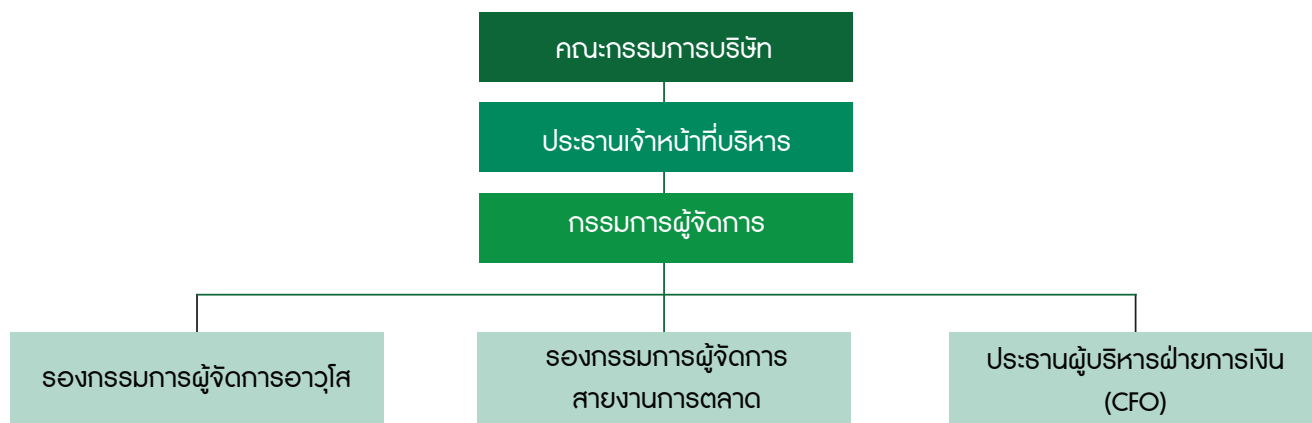 คณะกรรมการบริษัท
ประธานเจ้าหน้าที่บริหาร
กรรมการผู้จัดการ
รองกรรมการผู้จัดการอาวุโส
รองกรรมการผู้จัดการ
สายงานการตลาด
ประธานผู้บริหารฝ่ายการเงิน
(CFO)